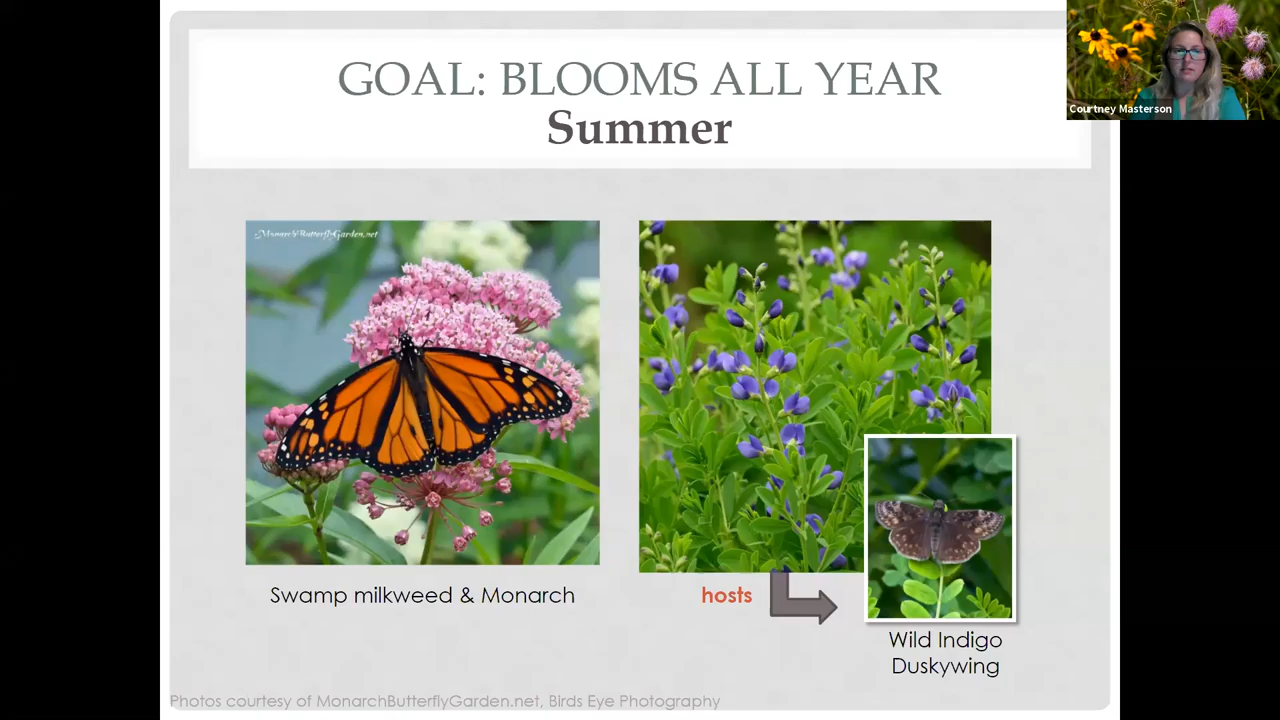 GOAL: BLOOMS ALL YEAR
Summer
Courtney Masterson
MonarchButterflyGarden.net
Swamp milkweed & Monarch
hosts
Wild Indigo
Duskywing
Photos courtesy of MonarchButterflyGarden.net, Birds Eye Photography